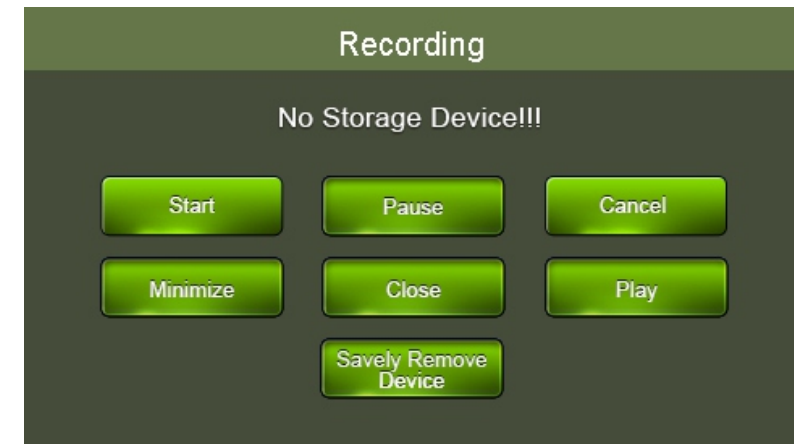 Recording
No Storage Device!!!
Start
Pause
Cancel
Minimize
Close
Play
Savely Remove
Device